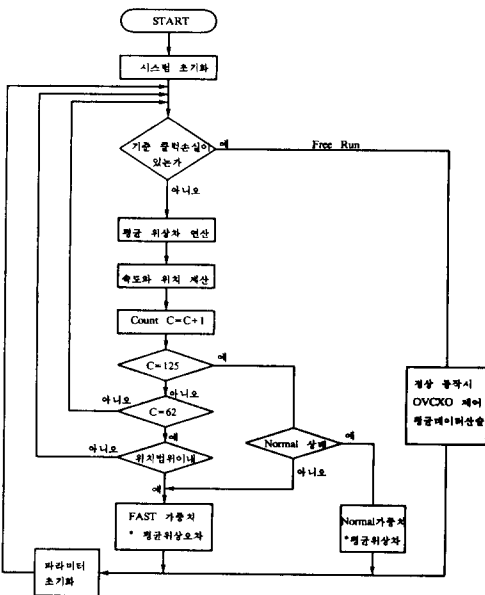 START
시스템 초기화
기준 클럭손실이
있는가
예
Free Run
아니오
평균 위상차 연산
속도와 위치 계산
Count C=C+1
C=125
예
아니오
아니오
C=62
예
아니오
위치범위이내
예
Normal 상태
예
아니오
정상 동작시
OVCXO 제어
평균데이터산출
FAST 가중치
* 평균위상오차
Normal가중치
*평균위상차
파라미터
초기화